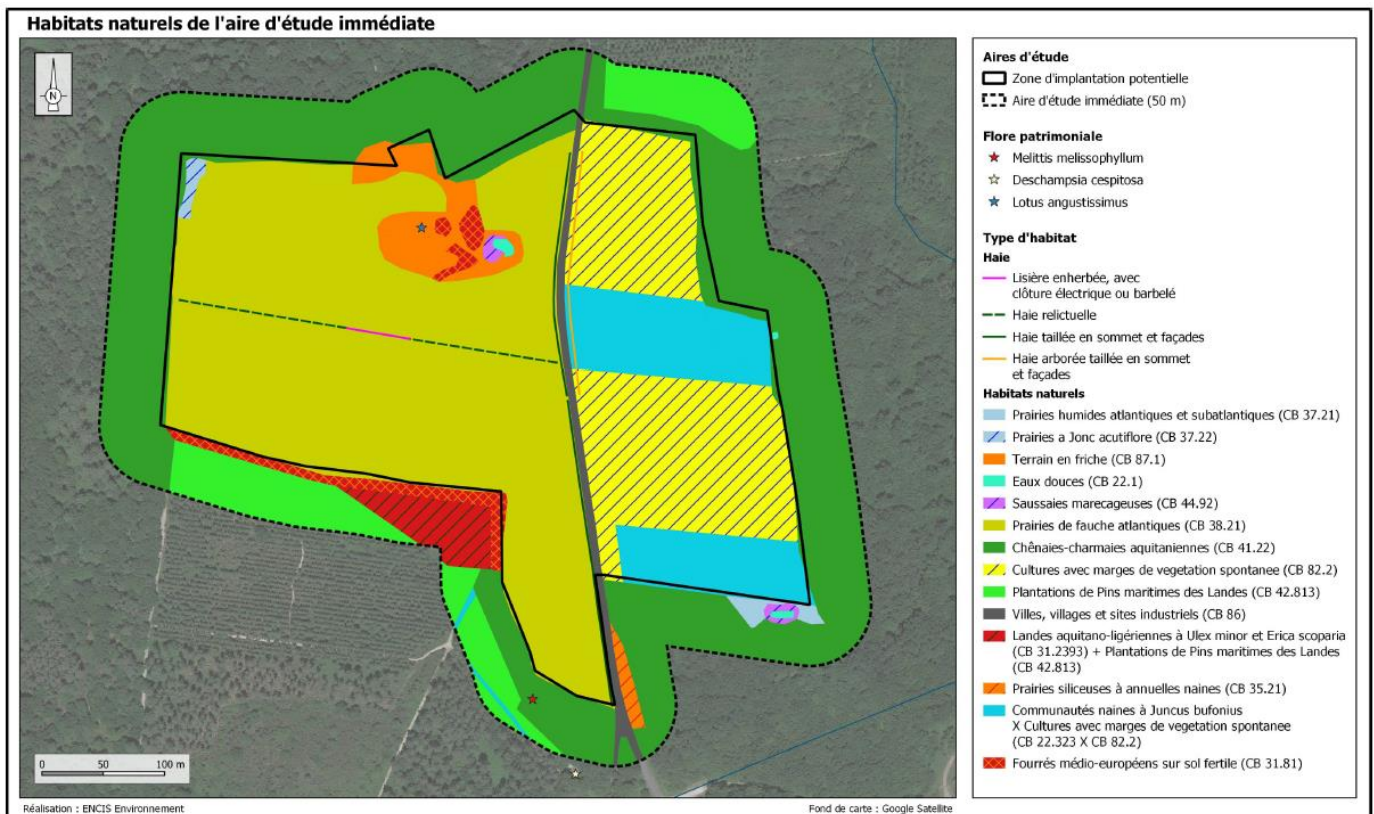 Habitats naturels de l'aire d'étude immédiate
N
0 50 100 m
Réalisation : ENCIS Environnement
Fond de carte : Google Satellite
Aires d'étude
Zone d'implantation potentielle
Aire d'étude immédiate (50 m)
Flore patrimoniale
Melittis melissophyllum
Deschampsia cespitosa
Lotus angustissimus
Type d'habitat
Haie
Lisière enherbée, avec
clôture électrique ou barbelé
Haie relictuelle
Haie taillée en sommet et façades
Haie arborée taillée en sommet
et façades
Habitats naturels
Prairies humides atlantiques et subatlantiques (CB 37.21)
Prairies a Jonc acutiflore (CB 37.22)
Terrain en friche (CB 87.1)
Eaux douces (CB 22.1)
Saussaies marecageuses (CB 44.92)
Prairies de fauche atlantiques (CB 38.21)
Chênaies-charmaies aquitaniennes (CB 41.22)
Cultures avec marges de vegetation spontanee (CB 82.2)
Plantations de Pins maritimes des Landes (CB 42.813)
Villes, villages et sites industriels (CB 86)
Landes aquitano-ligériennes à Ulex minor et Erica scoparia
(CB 31.2393) + Plantations de Pins maritimes des Landes
(CB 42.813)
Prairies siliceuses à annuelles naines (CB 35.21)
Communautés naines à Juncus bufonius
X Cultures avec marges de vegetation spontanee
(CB 22.323 X CB 82.2)
Fourrés médio-européens sur sol fertile (CB 31.81)